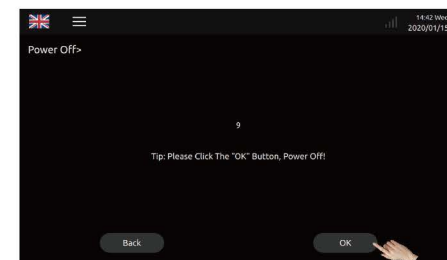 14:42 Wed
2020/01/15
Power Off>
9
Tip: Please Click The "OK" Button, Power Off!
Back
OK